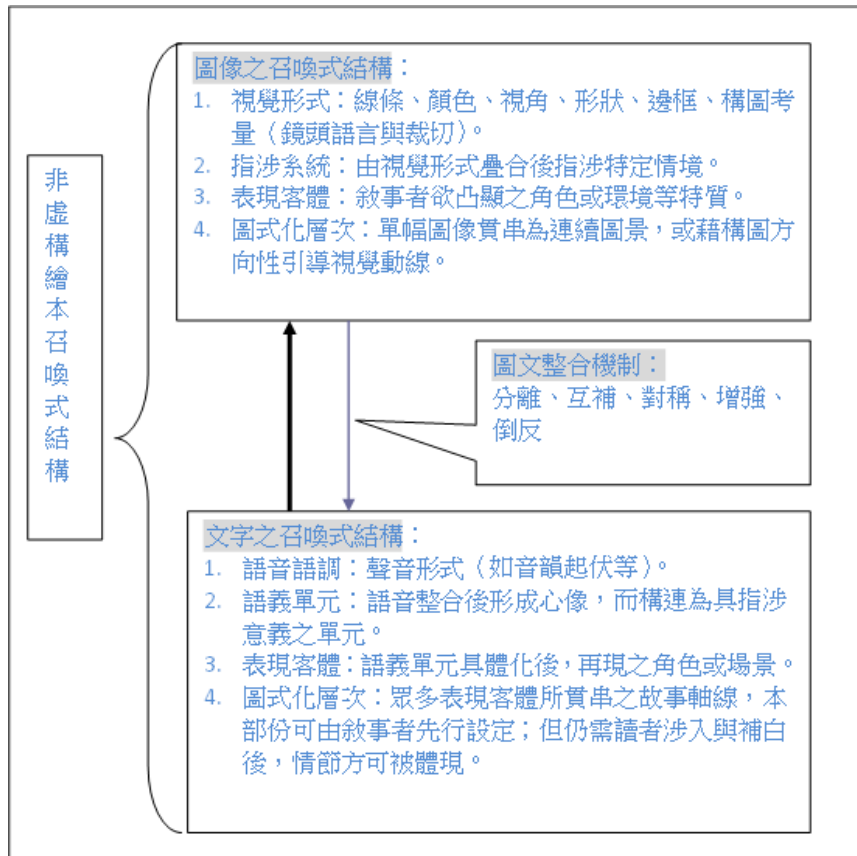 非虛構繪本召喚式結構
圖像之召喚式結構：
1. 視覺形式：線條、顏色、視角、形狀、邊框、構圖考
量（鏡頭語言與裁切）。
2. 指涉系統：由視覺形式疊合後指涉特定情境。
3. 表現客體：敘事者欲凸顯之角色或環境等特質。
4. 圖式化層次：單幅圖像貫串為連續圖景，或藉構圖方
向性引導視覺動線。
圖文整合機制：
分離、互補、對稱、增強、
倒反
文字之召喚式結構：
1. 語音語調：聲音形式（如音韻起伏等）。
2. 語義單元：語音整合後形成心像，而構連為具指涉
意義之單元。
3. 表現客體：語義單元具體化後，再現之角色或場景。
4. 圖式化層次：眾多表現客體所貫串之故事軸線，本
部份可由敘事者先行設定；但仍需讀者涉入與補白
後，情節方可被體現。